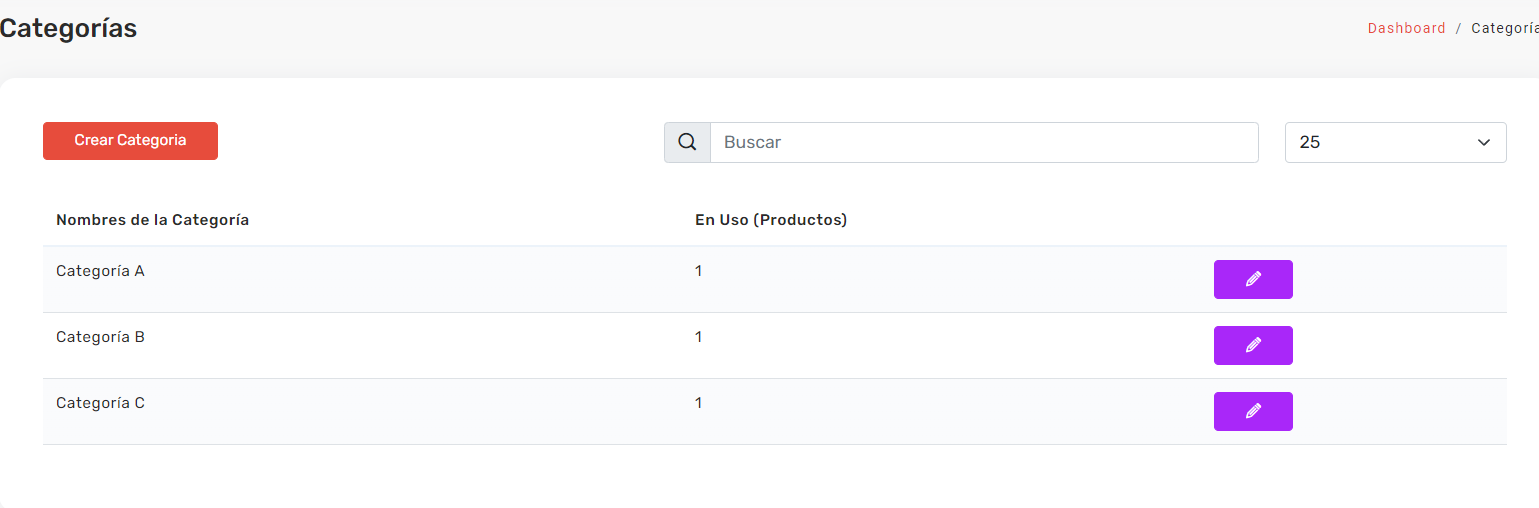 Categorías
Dashboard / Categoría
Crear Categoria
Buscar
25
Nombres de la Categoría En Uso (Productos)
Categoría A 1
Categoría B 1
Categoría C 1